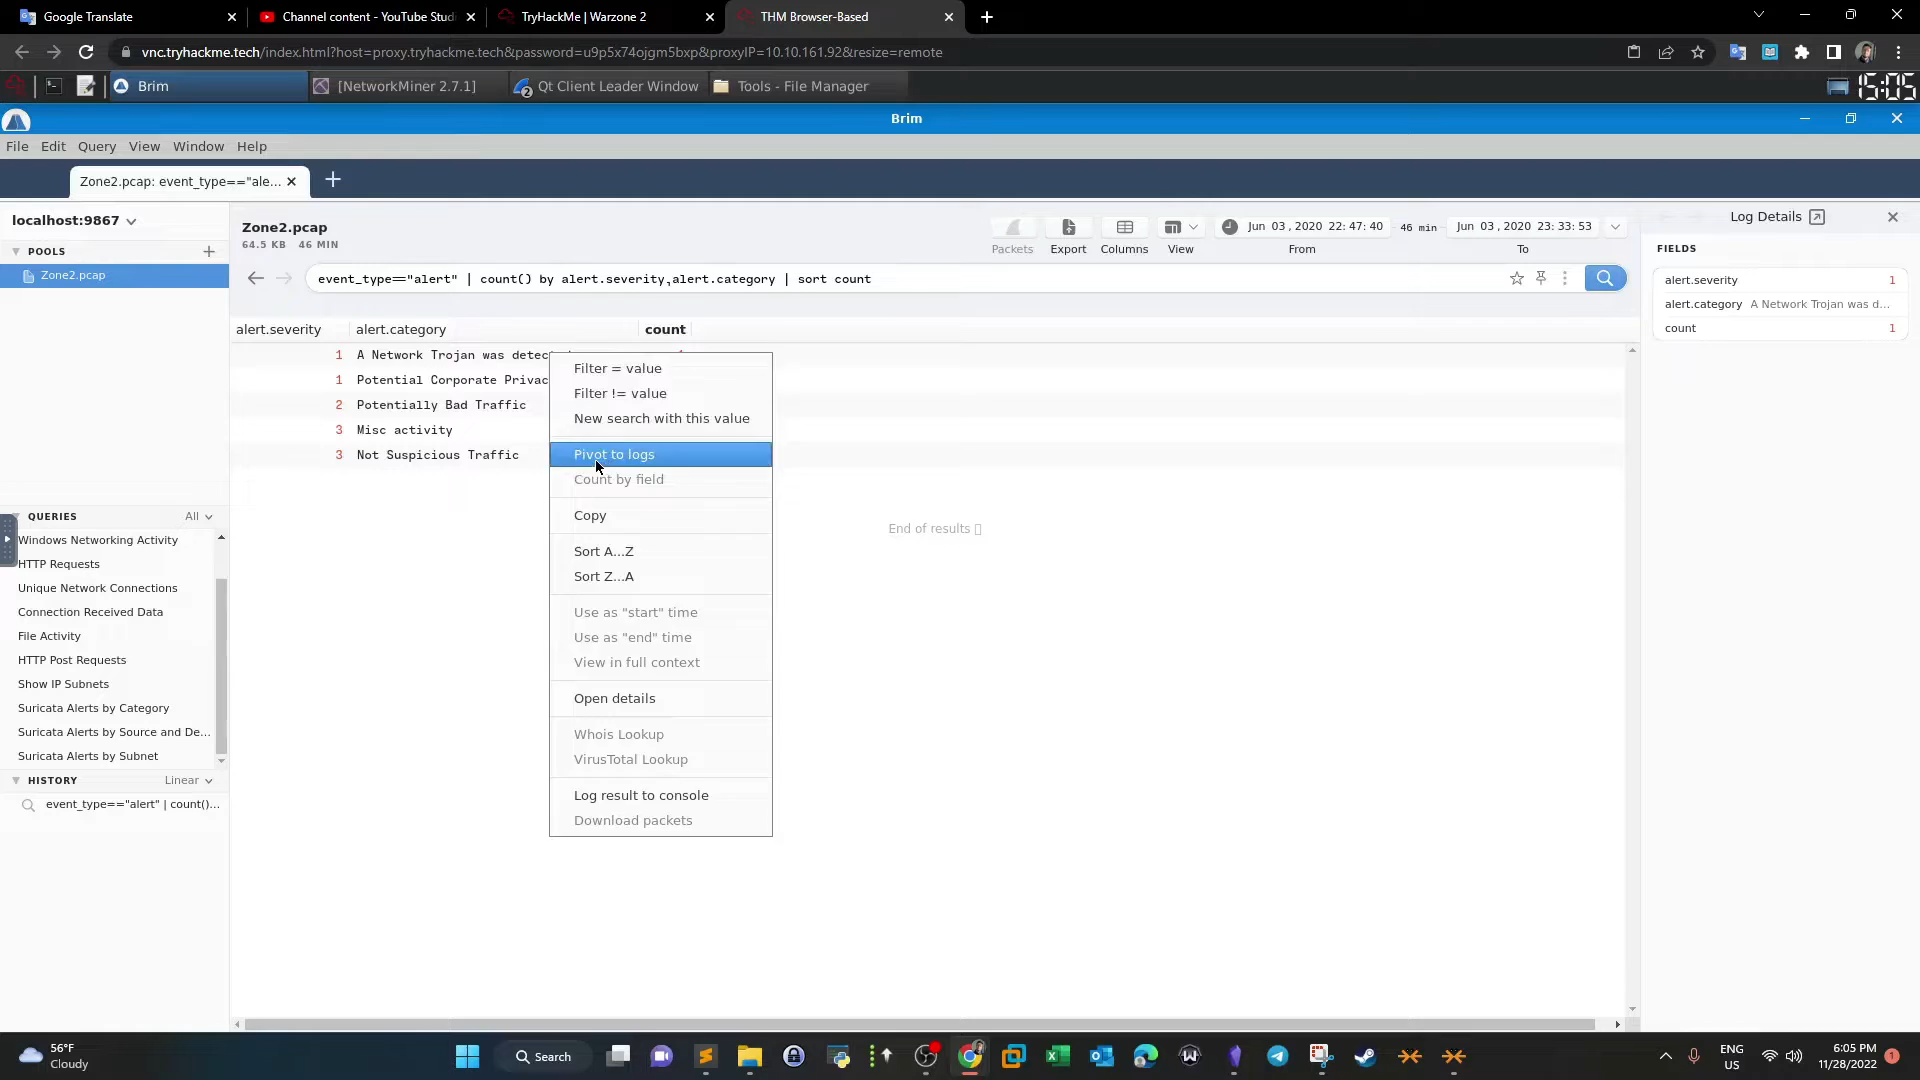 Google Translate
Channel content - YouTube Stud
TryHackMe | Warzone 2
THM Browser-Based
vnc.tryhackme.tech/index.html?host=proxy.tryhackme.tech&password=u9p5x74ojgm5bxp&proxyIP=10.10.161.92&resize=remote
Brim
[NetworkMiner 2.7.1]
Qt Client Leader Window
Tools - File Manager
15:05
Brim
File Edit Query View Window Help
Zone2.pcap: event_type=="ale...
localhost:9867
Zone2.pcap
64.5 KB 46 MIN
Packets
Export
Columns
View
Jun 03, 2020 22:47:40
From
46 min
Jun 03, 2020 23:33:53
To
Log Details
POOLS
Zone2.pcap
event_type=="alert" | count() by alert.severity,alert.category | sort count
FIELDS
alert.severity 1
alert.category A Network Trojan was d...
count 1
alert.severity alert.category count
1 A Network Trojan was detec
1 Potential Corporate Privac
2 Potentially Bad Traffic
3 Misc activity
3 Not Suspicious Traffic
Filter = value
Filter != value
New search with this value
Pivot to logs
Count by field
Copy
Sort A...Z
Sort Z...A
Use as "start" time
Use as "end" time
View in full context
Open details
Whois Lookup
VirusTotal Lookup
Log result to console
Download packets
End of results
QUERIES All
Windows Networking Activity
HTTP Requests
Unique Network Connections
Connection Received Data
File Activity
HTTP Post Requests
Show IP Subnets
Suricata Alerts by Category
Suricata Alerts by Source and De...
Suricata Alerts by Subnet
HISTORY Linear
event_type=="alert" | count()...
56°F
Cloudy
Search
ENG
US
6:05 PM
11/28/2022
1